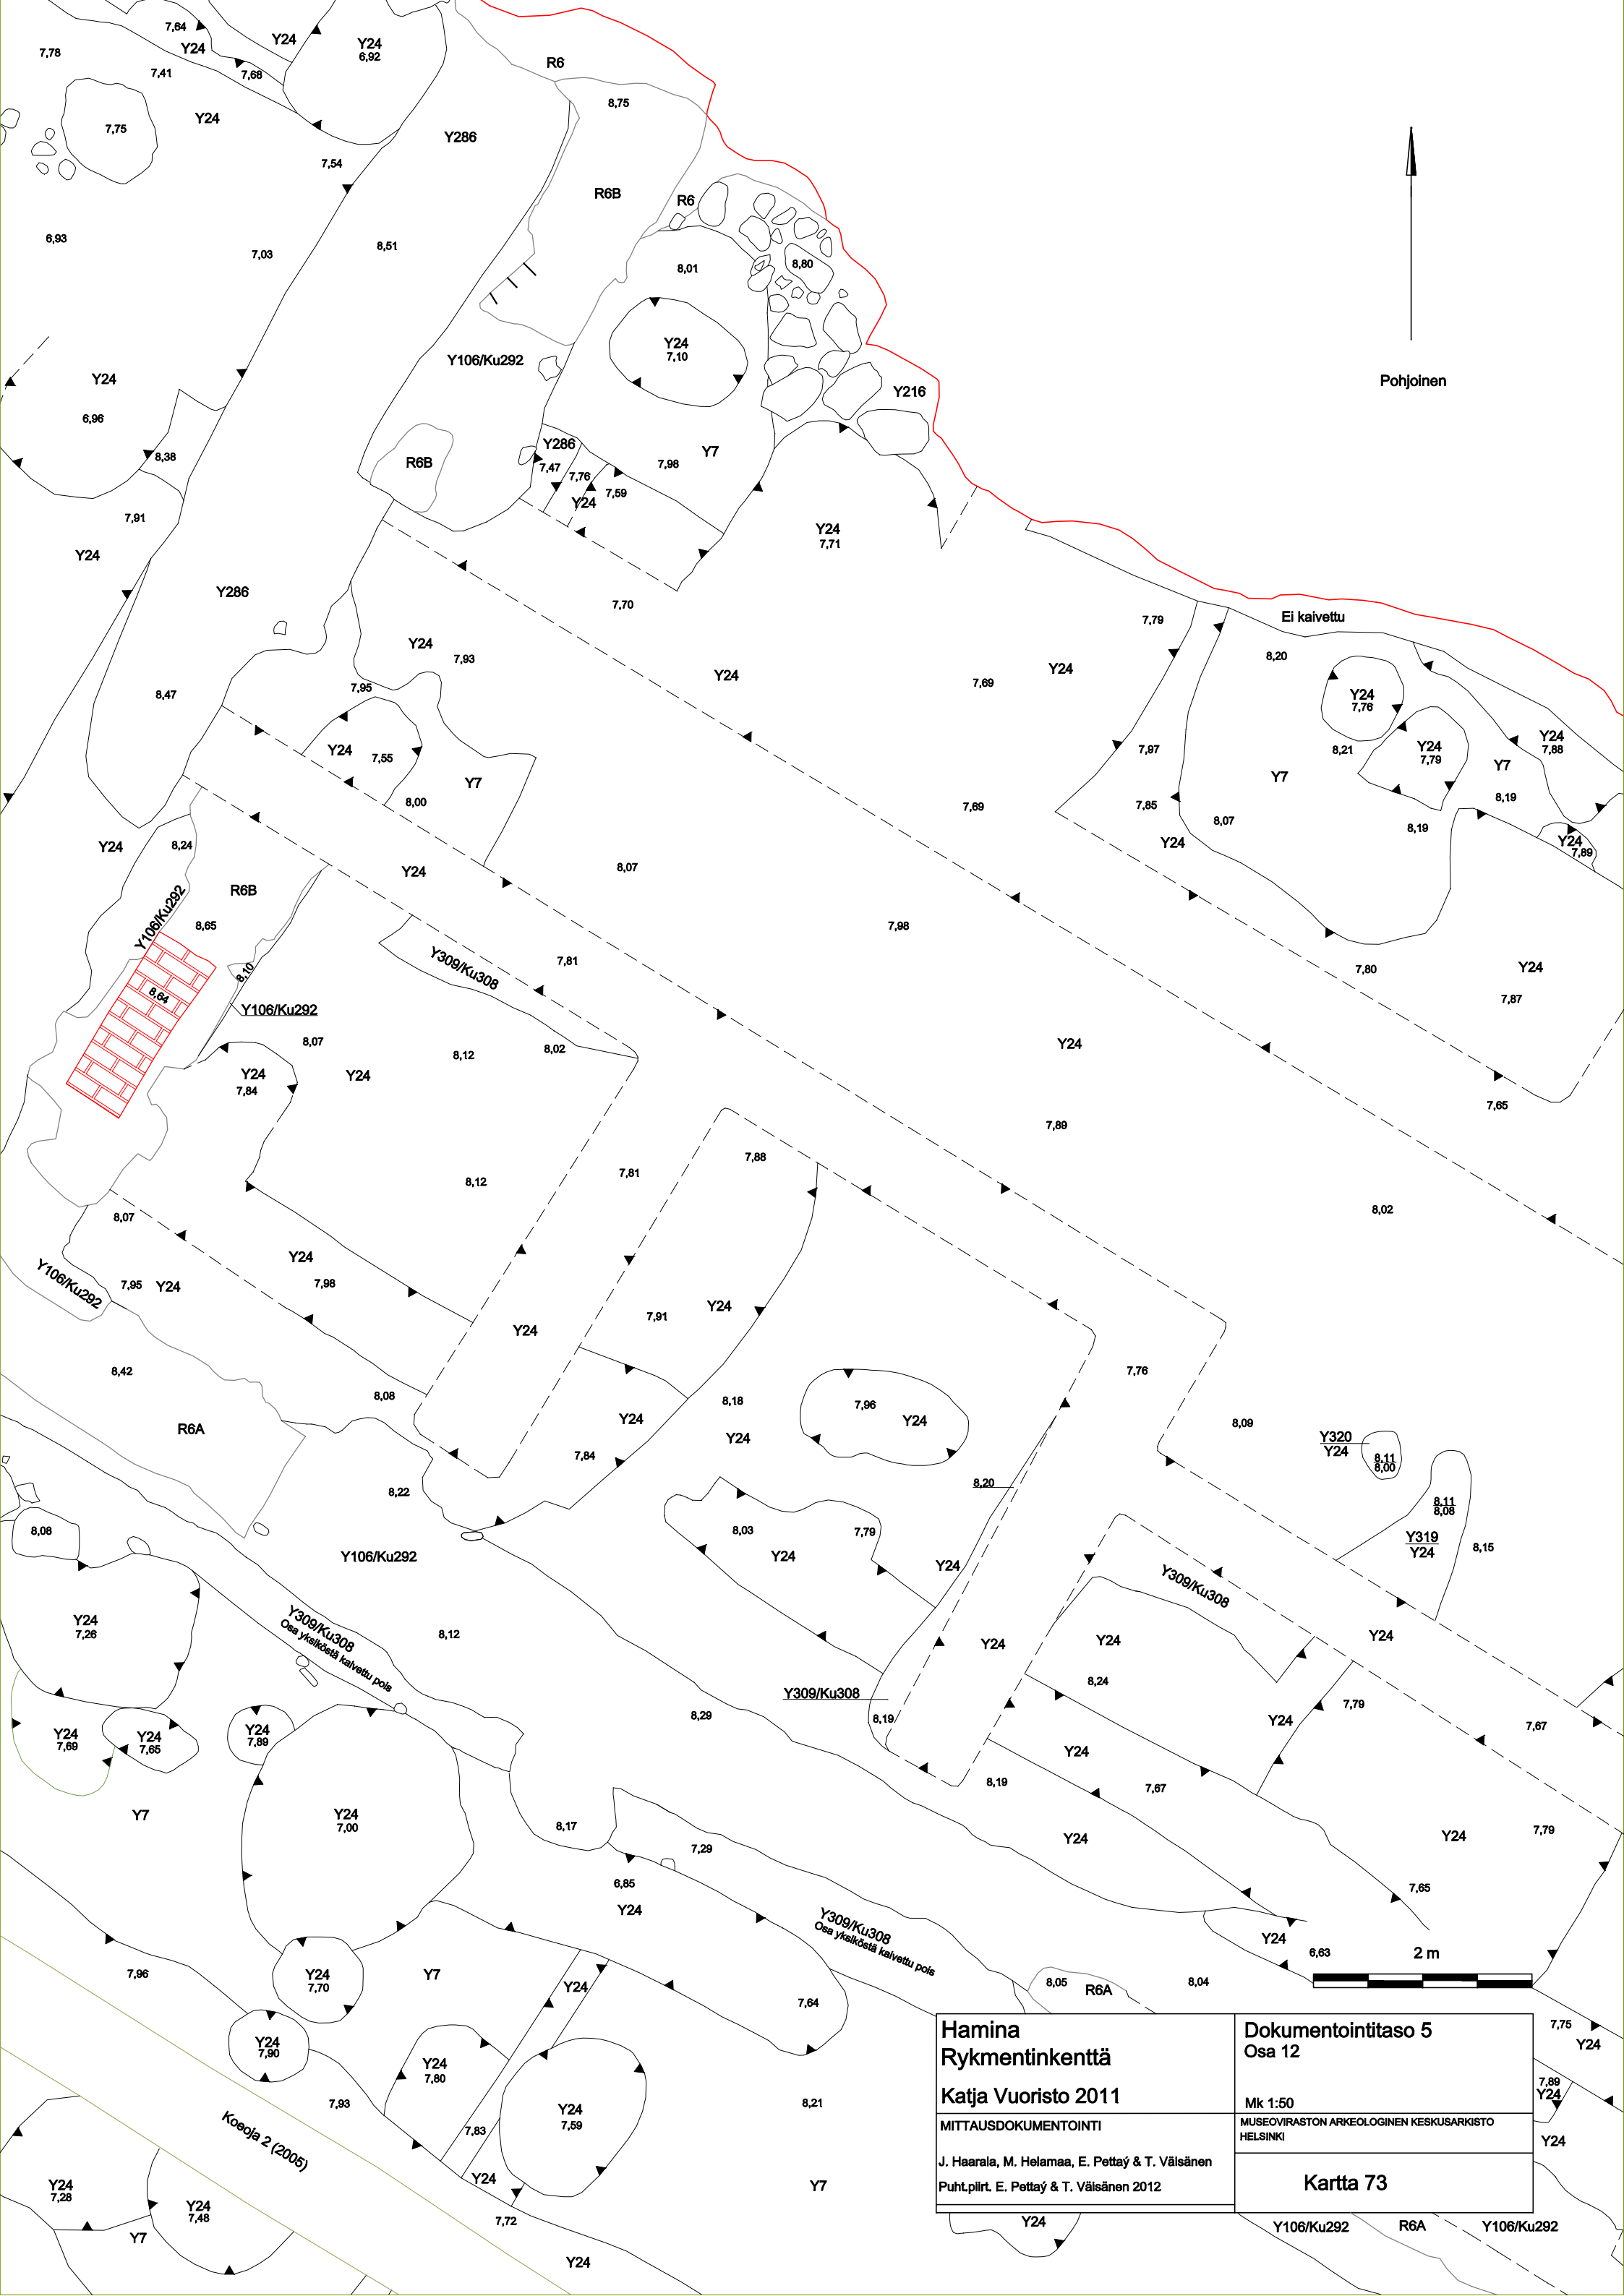 7,64
Y24
Y24
Y24
6,92
7,78
7,41
7,68
R6
8,75
7,75
Y24
Y286
7,54
R6B
R6
6,93
7,03
8,51
8,01
8,80
Y24
7,10
Y106/Ku292
Pohjoinen
Y24
6,96
Y216
8,38
R6B
Y286
7,47
7,76
7,59
Y24
7,98
Y7
7,91
Y24
Y24
7,71
Y286
7,70
7,79
Ei kaivettu
Y24
7,93
Y24
7,69
Y24
8,20
8,47
7,95
Y24
7,76
Y24
7,55
Y7
8,00
7,97
8,21
Y24
7,79
Y24
7,88
Y7
Y7
8,19
7,69
7,85
8,07
8,19
Y24
Y24
7,89
Y24
8,24
Y24
8,07
Y106/Ku292
R6B
8,65
7,98
8,10
8,64
Y309/Ku308
7,81
7,80
Y24
7,87
Y106/Ku292
8,07
8,12
8,02
Y24
Y24
7,84
Y24
7,65
7,89
7,88
7,81
8,12
8,07
8,02
Y24
7,98
Y106/Ku292
7,95
Y24
7,91
Y24
Y24
8,42
8,08
7,76
8,18
7,96
Y24
8,09
R6A
Y24
7,84
Y24
Y320
Y24
8,11
8,00
8,22
8,20
8,11
8,08
8,08
8,03
7,79
Y24
Y319
Y24
8,15
Y106/Ku292
Y24
Y309/Ku308
Y24
7,26
Y309/Ku308
Osa yksiköstä kaivettu pois
8,12
Y24
Y24
Y24
8,24
Y309/Ku308
8,19
8,29
7,79
Y24
7,67
Y24
7,69
Y24
7,65
Y24
7,89
Y24
8,19
7,67
Y7
Y24
7,00
8,17
7,29
Y24
Y24
7,79
6,85
Y24
7,65
Y309/Ku308
Osa yksiköstä kaivettu pois
Y24
6,63
2 m
7,96
Y24
7,70
Y7
Y24
7,64
8,05
R6A
8,04
Y24
7,90
Y24
7,80
7,93
7,83
Y24
7,59
8,21
7,75
Y24
7,89
Y24
Y24
Koeoja 2 (2005)
Y24
Y7
Y24
7,28
Y24
7,48
Y7
7,72
Y24
Hamina
Rykmentinkenttä
Katja Vuoristo 2011
MITTAUSDOKUMENTOINTI
J. Haarala, M. Helamaa, E. Pettaý & T. Väisänen
Puht.piirt. E. Pettaý & T. Väisänen 2012
Dokumentointitaso 5
Osa 12
Mk 1:50
MUSEOVIRASTON ARKEOLOGINEN KESKUSARKISTO
HELSINKI
Kartta 73
Y24
Y106/Ku292
R6A
Y106/Ku292